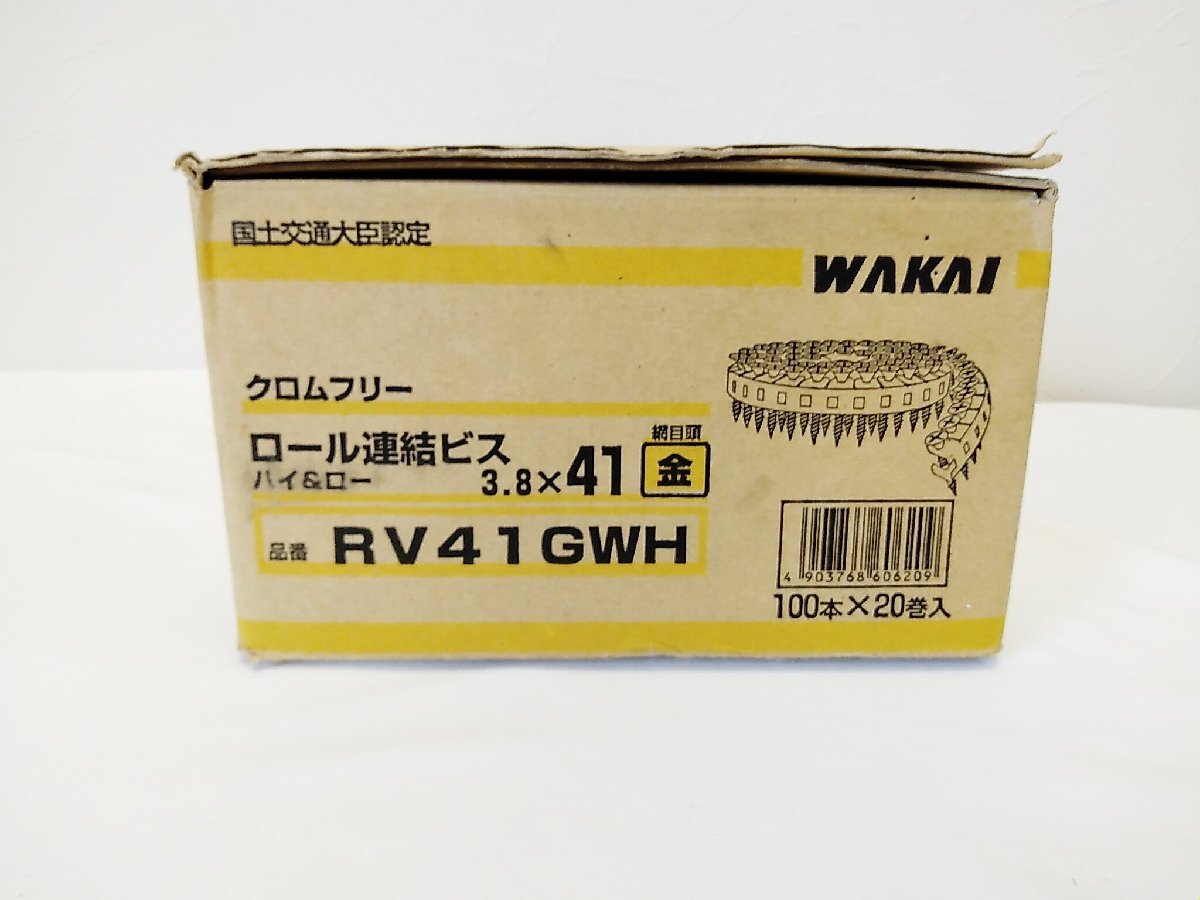 国土交通大臣認定
WAKAI
クロムフリー
ロール連結ビス
ハイ&ロー 3.8×41
網目頭
金
品番 RV41GWH
4 903768 606209
100本×20巻入